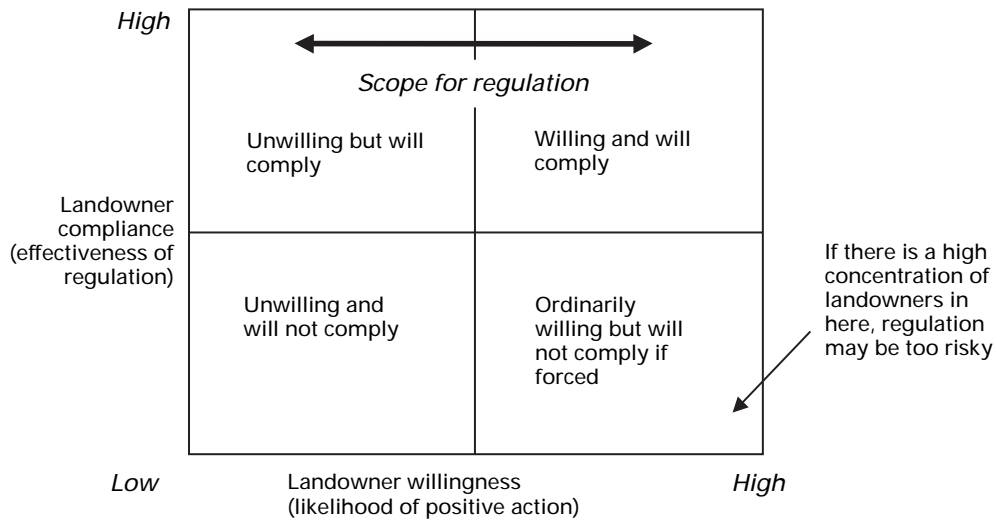 High
Scope for regulation
Unwilling but will
comply
Willing and will
comply
Landowner
compliance
(effectiveness of
regulation)
Unwilling and
will not comply
Ordinarily
willing but will
not comply if
forced
If there is a high
concentration of
landowners in
here, regulation
may be too risky
Low
Landowner willingness
(likelihood of positive action)
High